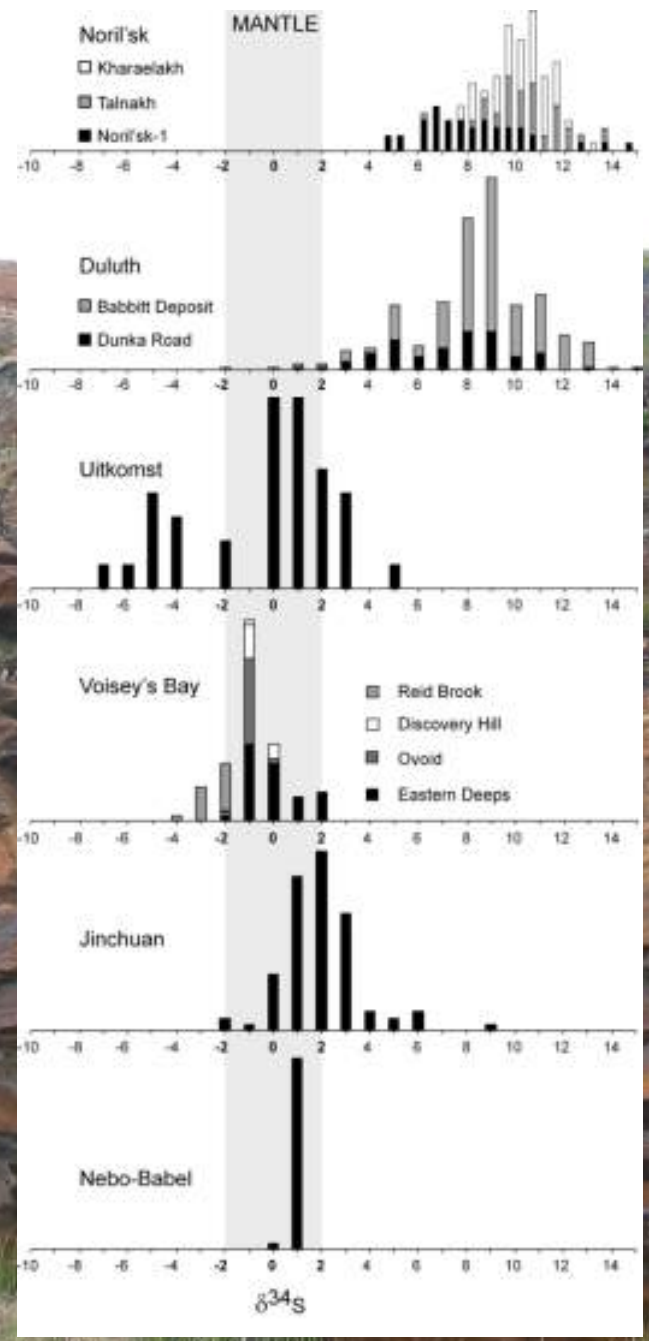 MANTLE
Noril'sk
Kharaelakh
Talnakh
Noril'sk-1
-10 -8 -6 -4 -2 0 2 4 6 8 10 12 14
Duluth
Babbitt Deposit
Dunka Road
-10 -8 -6 -4 -2 0 2 4 6 8 10 12 14
Uitkomst
-10 -8 -6 -4 -2 0 2 4 6 8 10 12 14
Voisey's Bay
Reid Brook
Discovery Hill
Ovoid
Eastern Deeps
-10 -8 -6 -4 -2 0 2 4 6 8 10 12 14
Jinchuan
-10 -8 -6 -4 -2 0 2 4 6 8 10 12 14
Nebo-Babel
-10 -8 -6 -4 -2 0 2 4 6 8 10 12 14
δ³⁴S